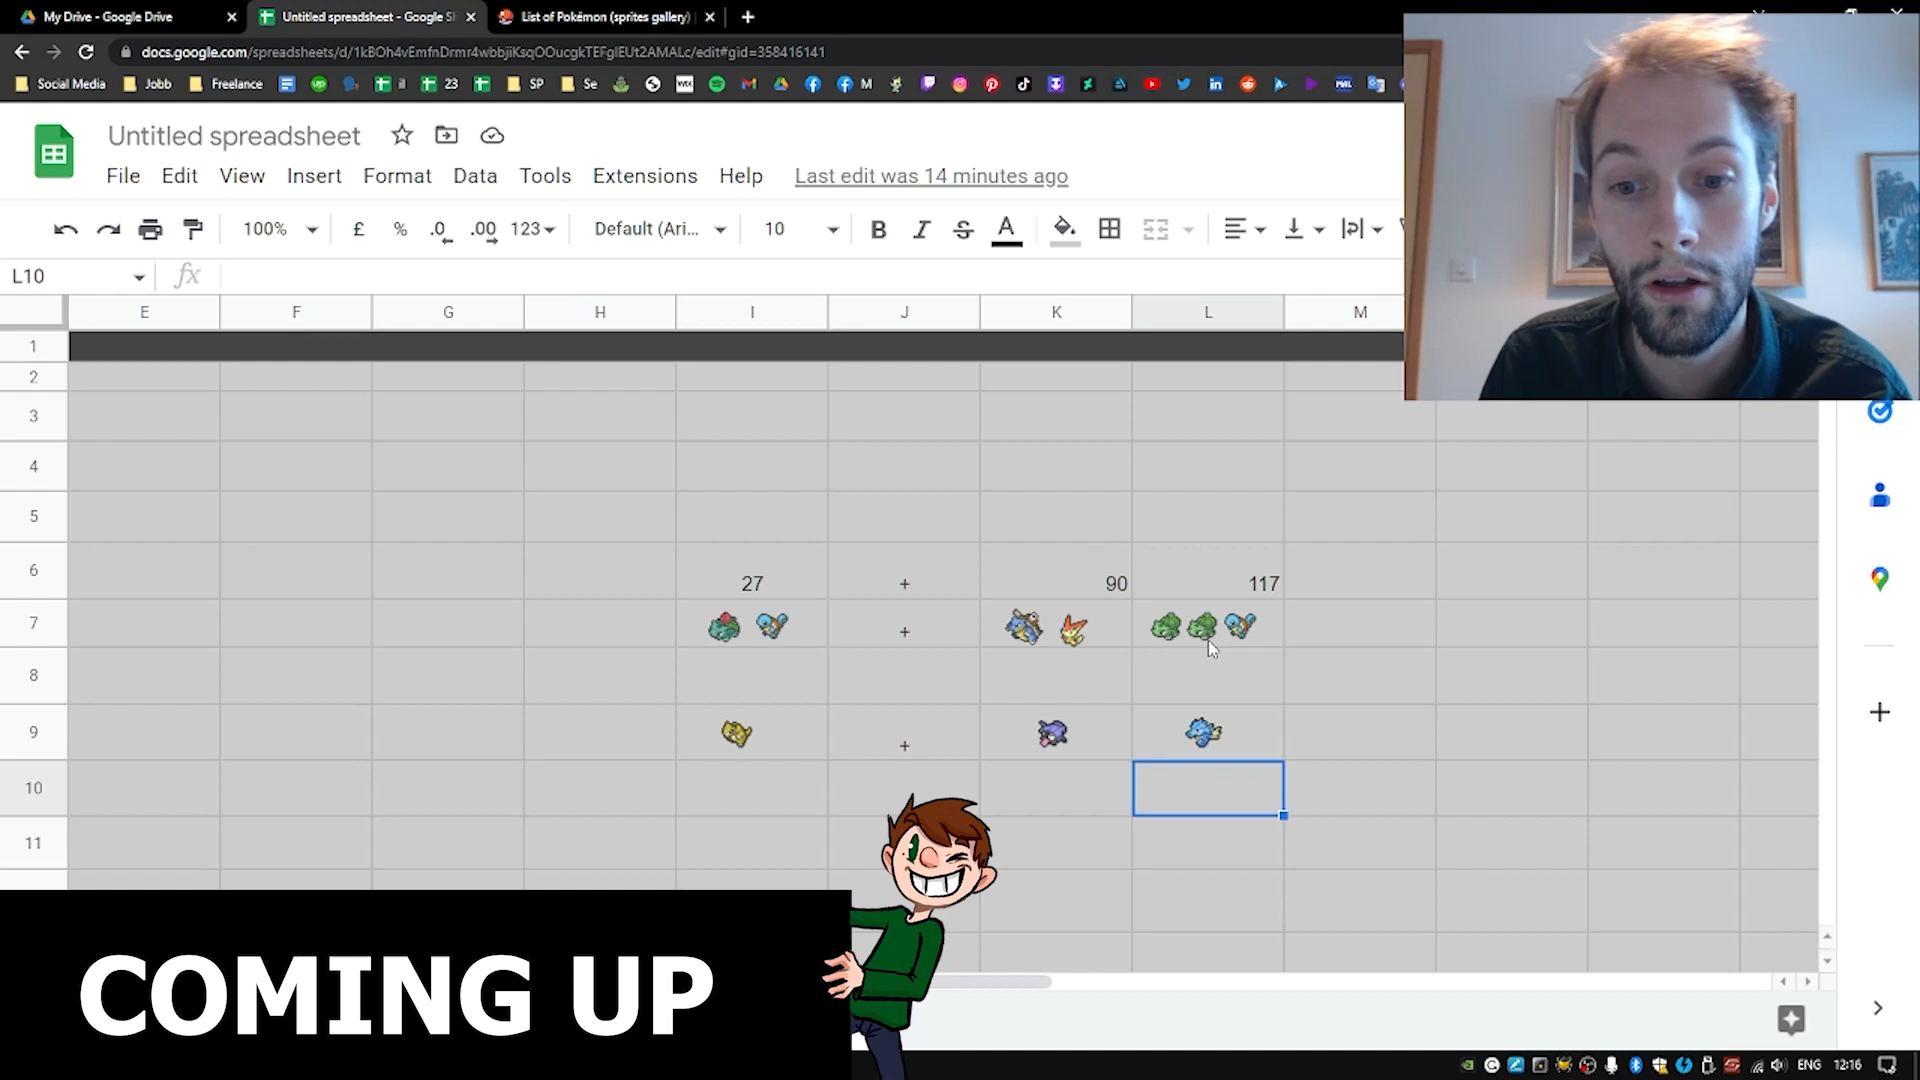 My Drive - Google Drive
Untitled spreadsheet - Google Sh
List of Pokémon (sprites gallery)
docs.google.com/spreadsheets/d/1kBOh4vEmfnDrmr4wbbjiKsqOOucgkTEFglEUt2AMALc/edit#gid=358416141
Social Media Jobb Freelance il 23 SP Se WIX M MAL
Untitled spreadsheet
File Edit View Insert Format Data Tools Extensions Help Last edit was 14 minutes ago
100% £ % .0 .00 123 Default (Ari... 10 B I S A
L10 fx
E F G H I J K L M
1
2
3
4
5
6 27 + 90 117
7 +
8
9 +
10
11
COMING UP
ENG 12:16